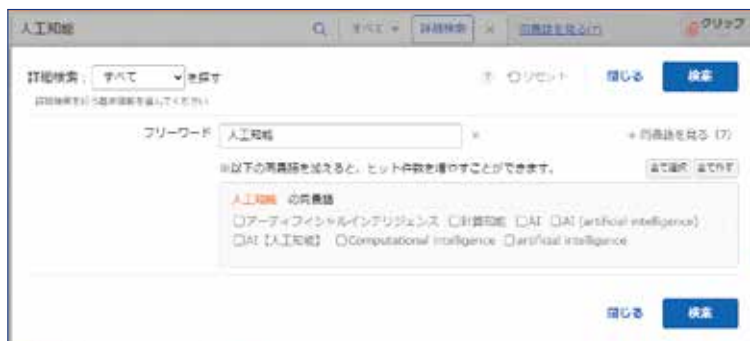 人工知能 すべて 詳細検索 × 同義語を見る(7) クリップ
詳細検索: すべて を探す ? リセット 閉じる 検索
詳細検索を行う基本項目を選んでください
フリーワード 人工知能 × + 同義語を見る (7)
※以下の同義語を加えると、ヒット件数を増やすことができます。 全て選択 全て外す
人工知能 の同義語
□アーティフィシャルインテリジェンス □計算知能 □AI □AI (artificial intelligence)
□AI【人工知能】 □Computational intelligence □artificial intelligence
閉じる 検索